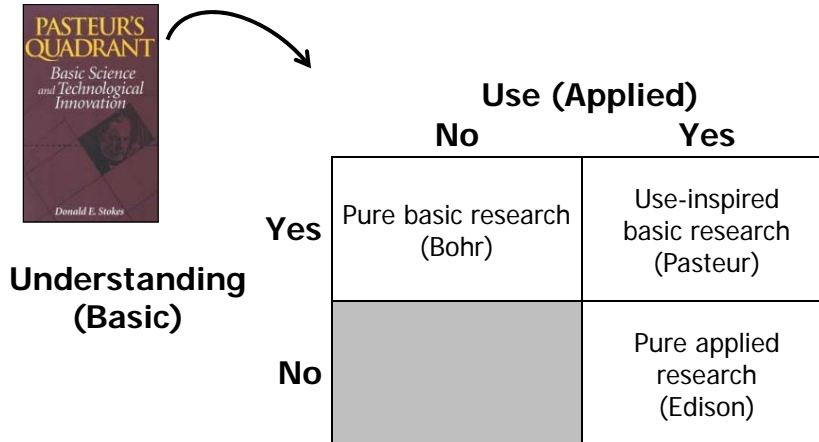 PASTEUR'S
QUADRANT
Basic Science
and Technological
Innovation
Donald E. Stokes
Use (Applied)
No
Yes
Understanding
(Basic)
Yes
Pure basic research
(Bohr)
Use-inspired
basic research
(Pasteur)
No
Pure applied
research
(Edison)